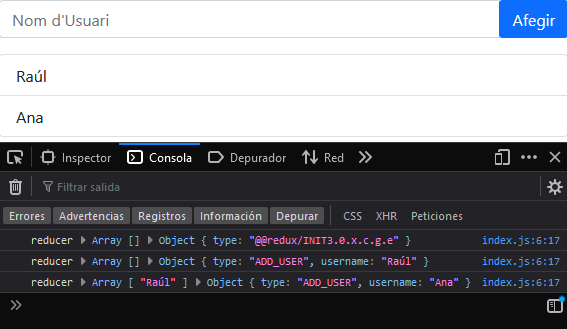 Nom d'Usuari Afegir
Raúl
Ana
Inspector Consola Depurador Red
Filtrar salida
Errores Advertencias Registros Información Depurar CSS XHR Peticiones
reducer ▶ Array [] ▶ Object { type: "@@redux/INIT3.0.x.c.g.e" } index.js:6:17
reducer ▶ Array [] ▶ Object { type: "ADD_USER", username: "Raúl" } index.js:6:17
reducer ▶ Array [ "Raúl" ] ▶ Object { type: "ADD_USER", username: "Ana" } index.js:6:17